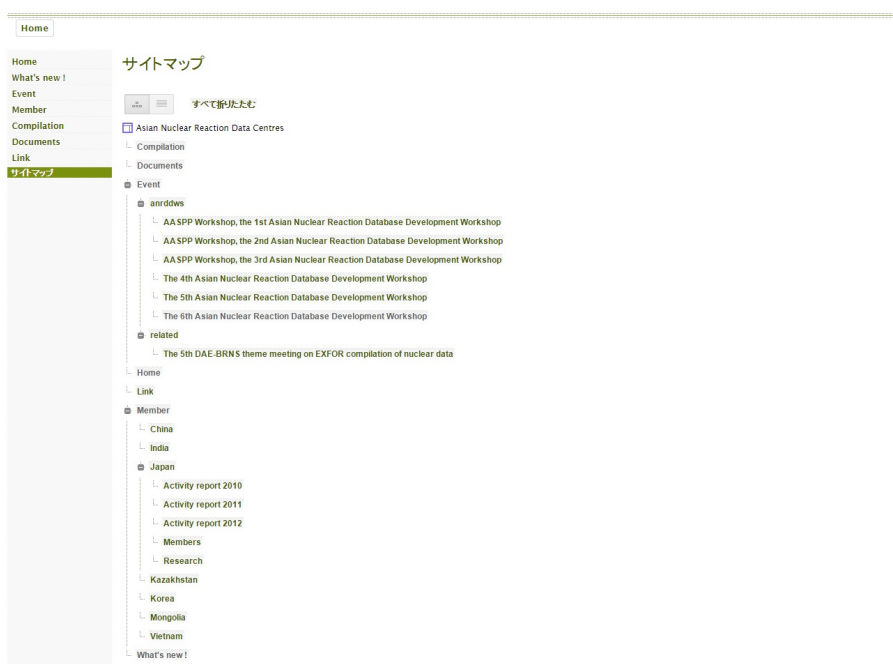 Home
Home
What's new !
Event
Member
Compilation
Documents
Link
サイトマップ
サイトマップ
すべて折りたたむ
Asian Nuclear Reaction Data Centres
Compilation
Documents
Event
anrddws
AASPP Workshop, the 1st Asian Nuclear Reaction Database Development Workshop
AASPP Workshop, the 2nd Asian Nuclear Reaction Database Development Workshop
AASPP Workshop, the 3rd Asian Nuclear Reaction Database Development Workshop
The 4th Asian Nuclear Reaction Database Development Workshop
The 5th Asian Nuclear Reaction Database Development Workshop
The 6th Asian Nuclear Reaction Database Development Workshop
related
The 5th DAE-BRNS theme meeting on EXFOR compilation of nuclear data
Home
Link
Member
China
India
Japan
Activity report 2010
Activity report 2011
Activity report 2012
Members
Research
Kazakhstan
Korea
Mongolia
Vietnam
What's new !